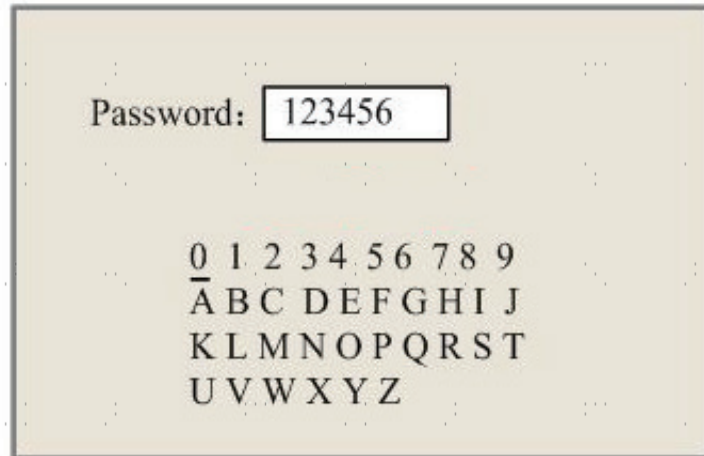 Password: 123456
0 1 2 3 4 5 6 7 8 9
A B C D E F G H I J
K L M N O P Q R S T
U V W X Y Z